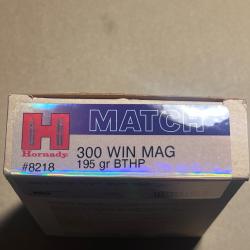 MATCH
H
Hornady
300 WIN MAG
#8218
195 gr BTHP